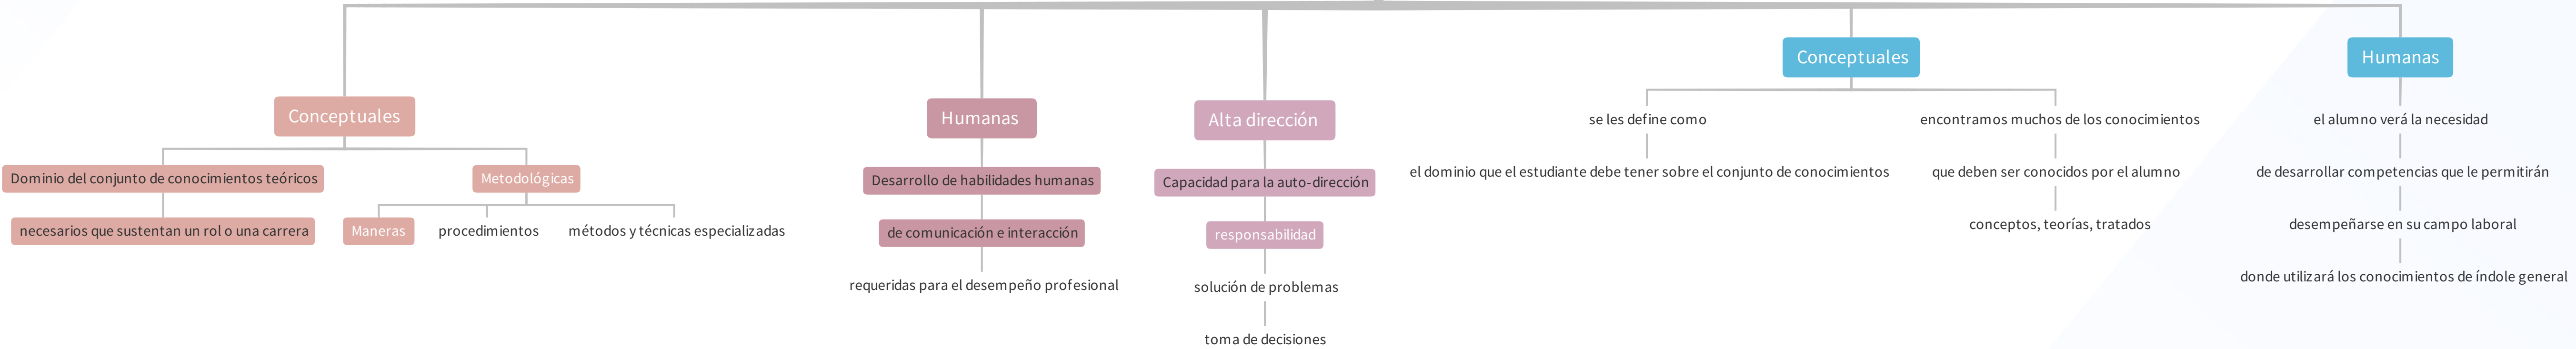 Conceptuales
Dominio del conjunto de conocimientos teóricos
necesarios que sustentan un rol o una carrera
Metodológicas
Maneras
procedimientos
métodos y técnicas especializadas
Humanas
Desarrollo de habilidades humanas
de comunicación e interacción
requeridas para el desempeño profesional
Alta dirección
Capacidad para la auto-dirección
responsabilidad
solución de problemas
toma de decisiones
Conceptuales
se les define como
el dominio que el estudiante debe tener sobre el conjunto de conocimientos
encontramos muchos de los conocimientos
que deben ser conocidos por el alumno
conceptos, teorías, tratados
Humanas
el alumno verá la necesidad
de desarrollar competencias que le permitirán
desempeñarse en su campo laboral
donde utilizará los conocimientos de índole general